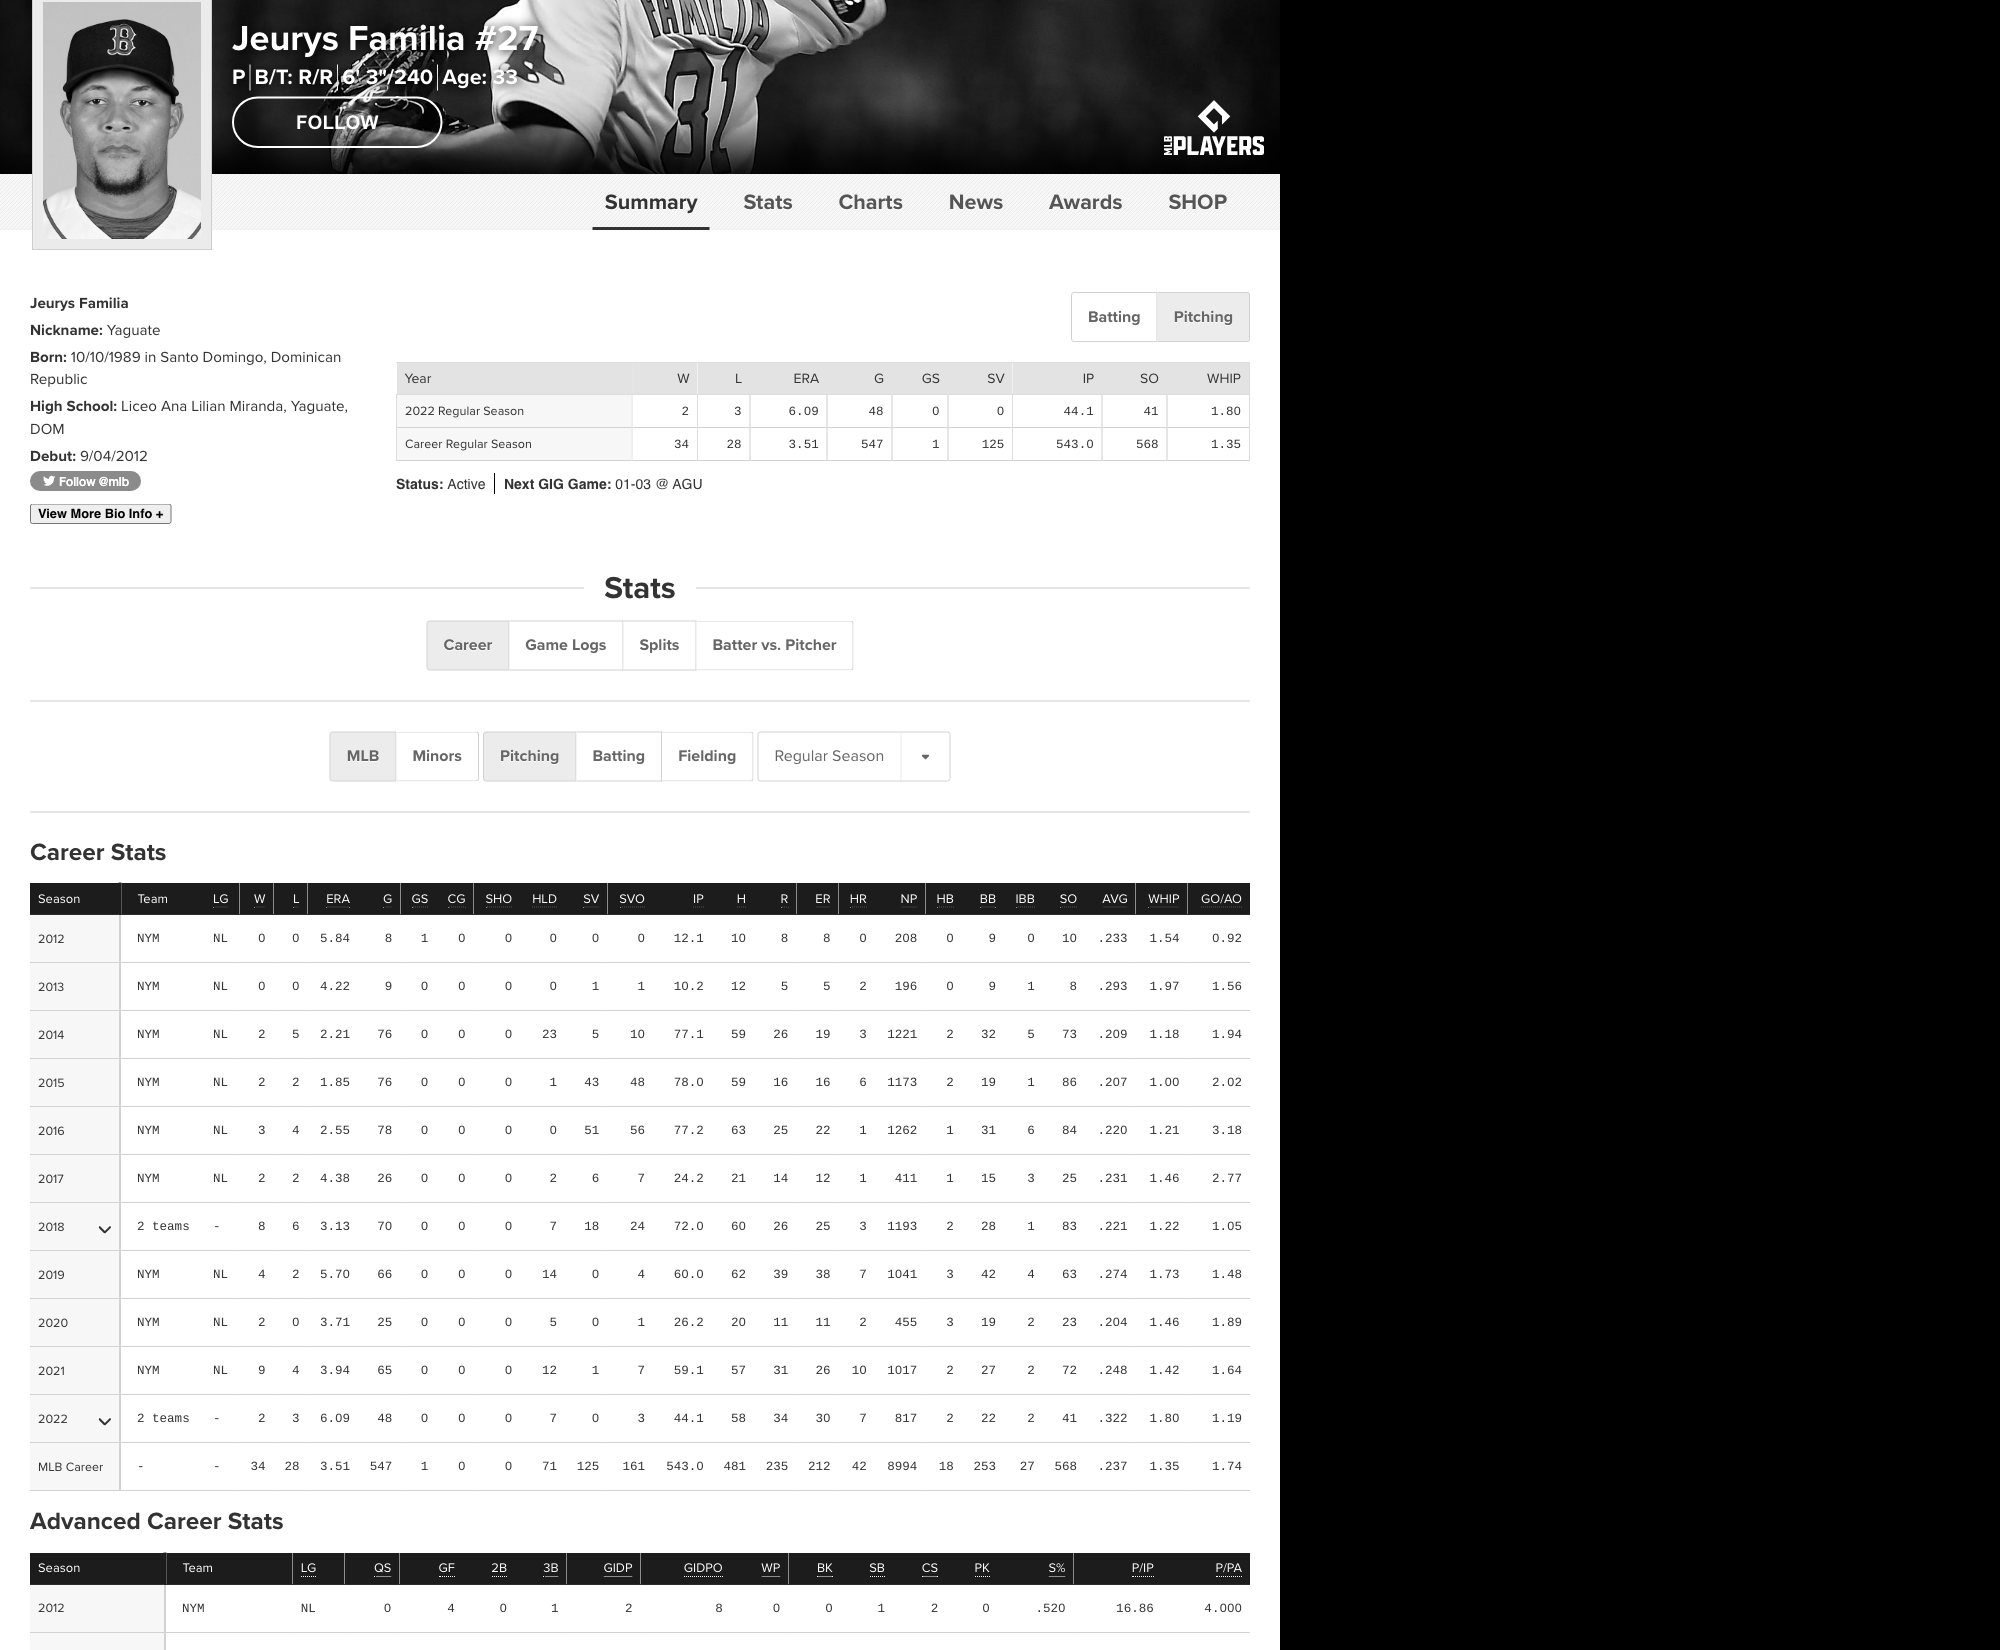 Jeurys Familia #27
P B/T: R/R 6' 3"/240 Age: 33
FOLLOW
FAMILIA
31
MLB PLAYERS
Summary Stats Charts News Awards SHOP
Jeurys Familia
Nickname: Yaguate
Born: 10/10/1989 in Santo Domingo, Dominican
Republic
High School: Liceo Ana Lilian Miranda, Yaguate,
DOM
Debut: 9/04/2012
Follow @mlb
View More Bio Info +
Batting Pitching
Year W L ERA G GS SV IP SO WHIP
2022 Regular Season 2 3 6.09 48 0 0 44.1 41 1.80
Career Regular Season 34 28 3.51 547 1 125 543.0 568 1.35
Status: Active Next GIG Game: 01-03 @ AGU
Stats
Career Game Logs Splits Batter vs. Pitcher
MLB Minors Pitching Batting Fielding Regular Season
Career Stats
Season Team LG W L ERA G GS CG SHO HLD SV SVO IP H R ER HR NP HB BB IBB SO AVG WHIP GO/AO
2012 NYM NL 0 0 5.84 8 1 0 0 0 0 0 12.1 10 8 8 0 208 0 9 0 10 .233 1.54 0.92
2013 NYM NL 0 0 4.22 9 0 0 0 0 1 1 10.2 12 5 5 2 196 0 9 1 8 .293 1.97 1.56
2014 NYM NL 2 5 2.21 76 0 0 0 23 5 10 77.1 59 26 19 3 1221 2 32 5 73 .209 1.18 1.94
2015 NYM NL 2 2 1.85 76 0 0 0 1 43 48 78.0 59 16 16 6 1173 2 19 1 86 .207 1.00 2.02
2016 NYM NL 3 4 2.55 78 0 0 0 0 51 56 77.2 63 25 22 1 1262 1 31 6 84 .220 1.21 3.18
2017 NYM NL 2 2 4.38 26 0 0 0 2 6 7 24.2 21 14 12 1 411 1 15 3 25 .231 1.46 2.77
2018 2 teams - 8 6 3.13 70 0 0 0 7 18 24 72.0 60 26 25 3 1193 2 28 1 83 .221 1.22 1.05
2019 NYM NL 4 2 5.70 66 0 0 0 14 0 4 60.0 62 39 38 7 1041 3 42 4 63 .274 1.73 1.48
2020 NYM NL 2 0 3.71 25 0 0 0 5 0 1 26.2 20 11 11 2 455 3 19 2 23 .204 1.46 1.89
2021 NYM NL 9 4 3.94 65 0 0 0 12 1 7 59.1 57 31 26 10 1017 2 27 2 72 .248 1.42 1.64
2022 2 teams - 2 3 6.09 48 0 0 0 7 0 3 44.1 58 34 30 7 817 2 22 2 41 .322 1.80 1.19
MLB Career - - 34 28 3.51 547 1 0 0 71 125 161 543.0 481 235 212 42 8994 18 253 27 568 .237 1.35 1.74
Advanced Career Stats
Season Team LG QS GF 2B 3B GIDP GIDPO WP BK SB CS PK S% P/IP P/PA
2012 NYM NL 0 4 0 1 2 8 0 0 1 2 0 .520 16.86 4.000